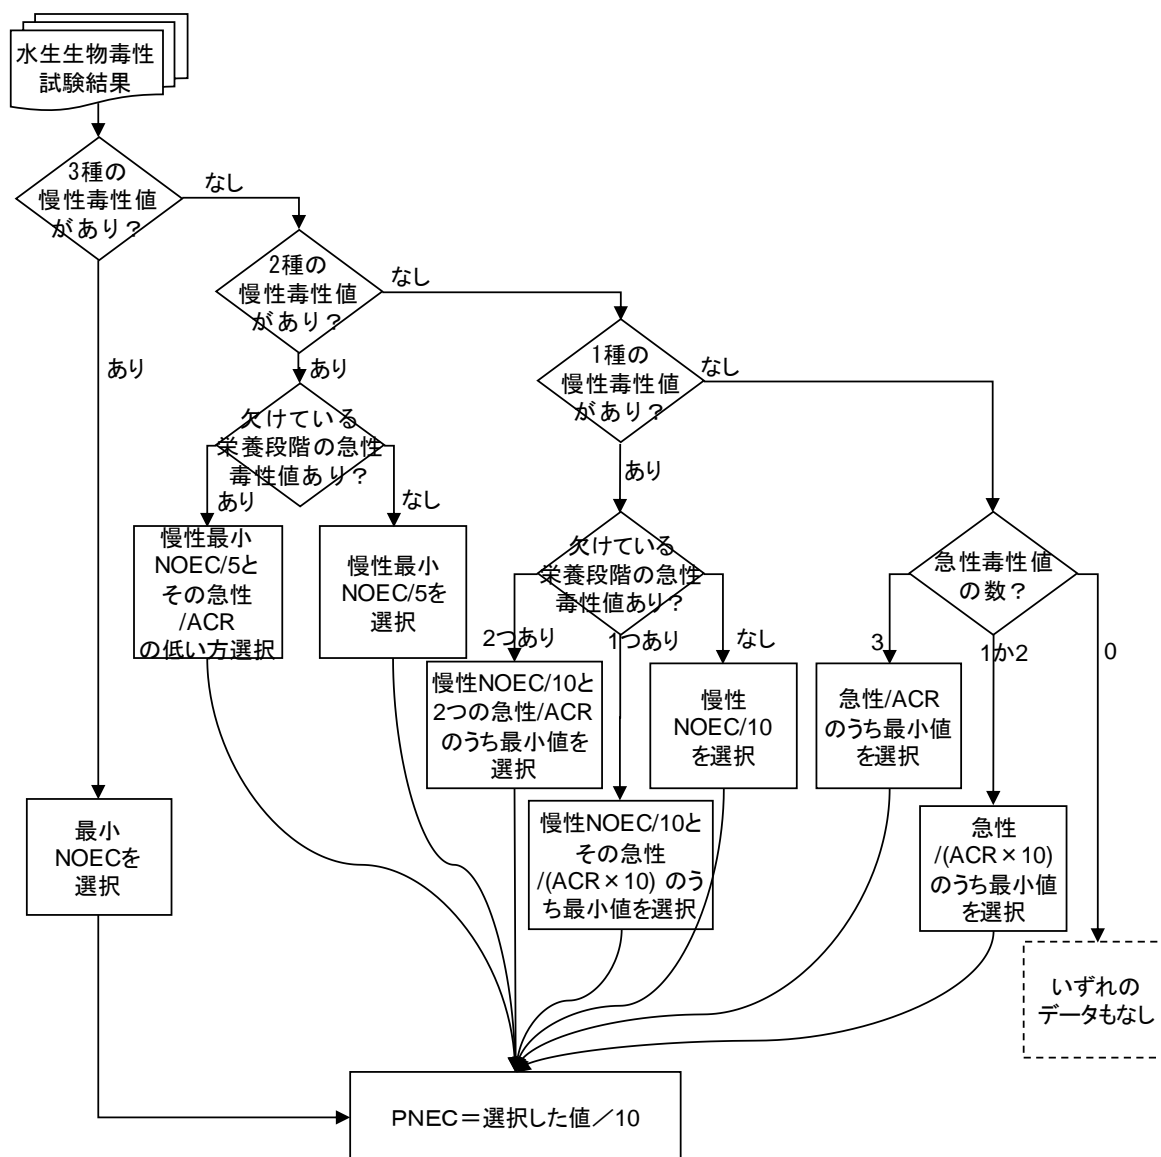 水生生物毒性
試験結果
3種の
慢性毒性値
があり？
なし
2種の
慢性毒性値
があり？
なし
1種の
慢性毒性値
があり？
なし
あり
あり
欠けている
栄養段階の急性
毒性値あり？
あり
なし
あり
慢性最小
NOEC/5と
その急性
/ACR
の低い方選択
慢性最小
NOEC/5を
選択
欠けている
栄養段階の急性
毒性値あり？
2つあり
1つあり
なし
急性毒性値
の数？
3
1か2
0
慢性NOEC/10と
2つの急性/ACR
のうち最小値を
選択
慢性
NOEC/10
を選択
急性/ACR
のうち最小値
を選択
最小
NOECを
選択
慢性NOEC/10と
その急性
/(ACR×10) のう
ち最小値を選択
急性
/(ACR×10)
のうち最小値
を選択
いずれの
データもなし
PNEC＝選択した値／10